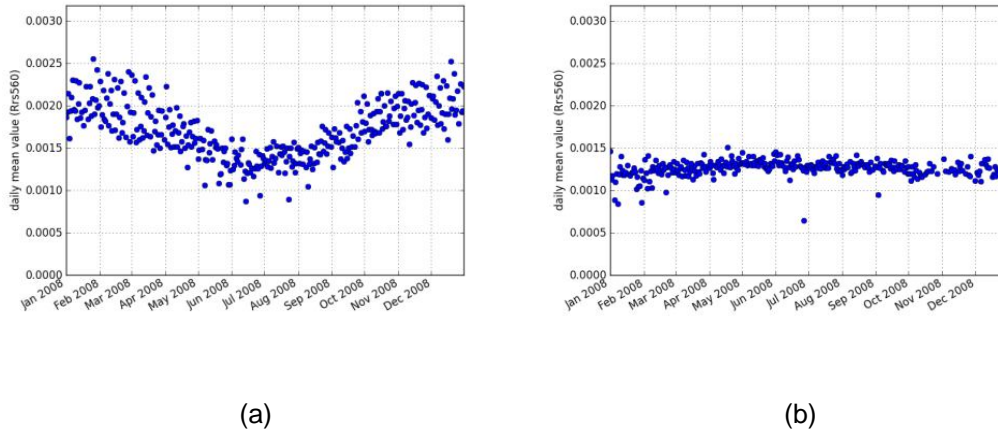 0.0030
0.0025
0.0020
0.0015
0.0010
0.0005
0.0000
daily mean value (Rrs560)
Jan 2008
Feb 2008
Mar 2008
Apr 2008
May 2008
Jun 2008
Jul 2008
Aug 2008
Sep 2008
Oct 2008
Nov 2008
Dec 2008
(a)
0.0030
0.0025
0.0020
0.0015
0.0010
0.0005
0.0000
daily mean value (Rrs560)
Jan 2008
Feb 2008
Mar 2008
Apr 2008
May 2008
Jun 2008
Jul 2008
Aug 2008
Sep 2008
Oct 2008
Nov 2008
Dec 2008
(b)